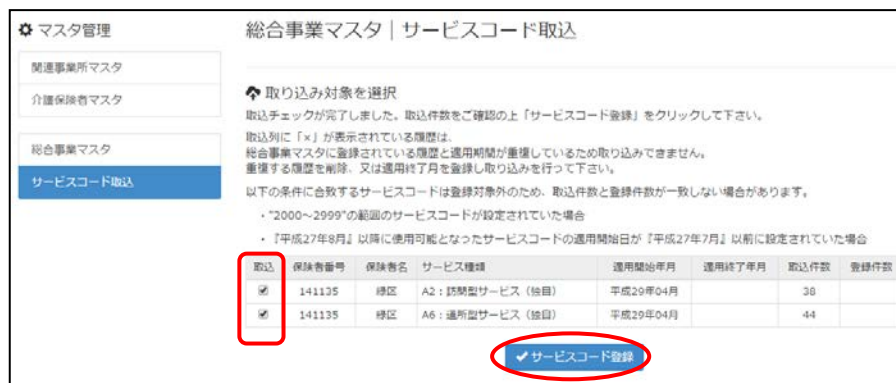 マスタ管理
関連事業所マスタ
介護保険者マスタ
総合事業マスタ
サービスコード取込
総合事業マスタ｜サービスコード取込
取り込み対象を選択
取込チェックが完了しました。取込件数をご確認の上「サービスコード登録」をクリックして下さい。
取込列に「×」が表示されている履歴は、
総合事業マスタに登録されている履歴と適用期間が重複しているため取り込みできません。
重複する履歴を削除、又は適用終了月を登録し取り込みを行って下さい。
以下の条件に合致するサービスコードは登録対象外のため、取込件数と登録件数が一致しない場合があります。
・"2000～2999"の範囲のサービスコードが設定されていた場合
・『平成27年8月』以降に使用可能となったサービスコードの適用開始日が『平成27年7月』以前に設定されていた場合
取込 保険者番号 保険者名 サービス種類 適用開始年月 適用終了年月 取込件数 登録件数
141135 緑区 A2：訪問型サービス（独自） 平成29年04月 38
141135 緑区 A6：通所型サービス（独自） 平成29年04月 44
サービスコード登録